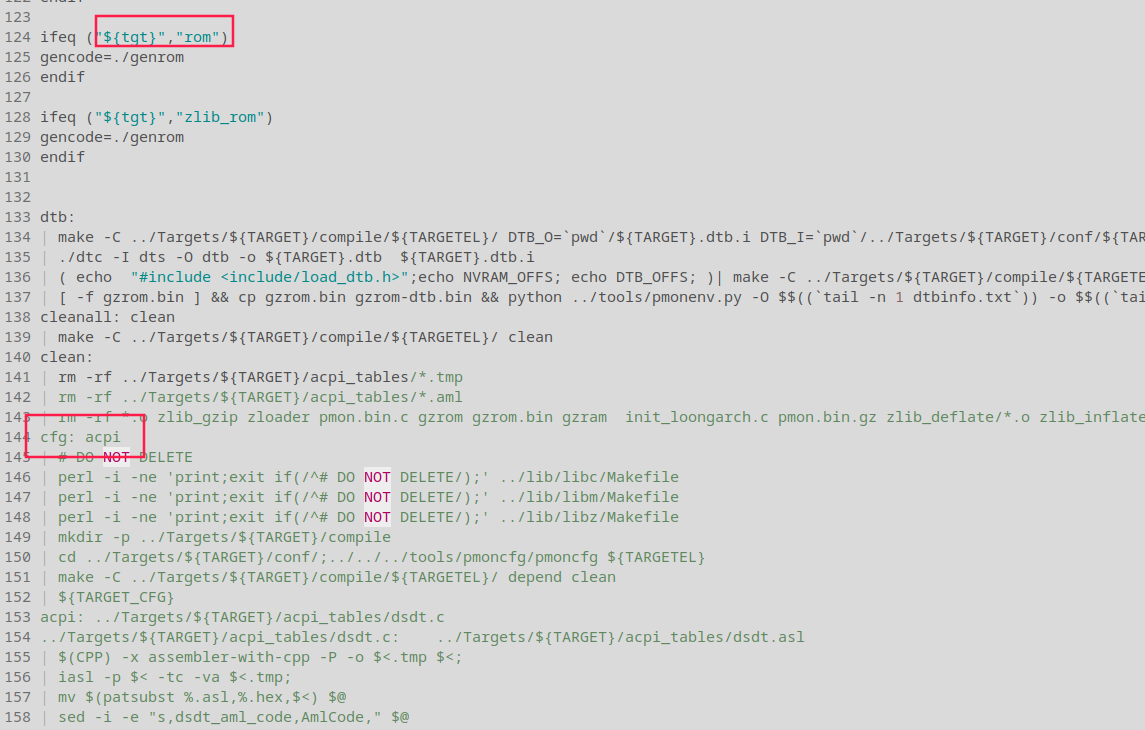 122 endif
123
124 ifeq ("${tgt}","rom")
125 gencode=./genrom
126 endif
127
128 ifeq ("${tgt}","zlib_rom")
129 gencode=./genrom
130 endif
131
132
133 dtb:
134 | make -C ../Targets/${TARGET}/compile/${TARGETEL}/ DTB_O=`pwd`/${TARGET}.dtb.i DTB_I=`pwd`/../Targets/${TARGET}/conf/${TAR
135 | ./dtc -I dts -O dtb -o ${TARGET}.dtb  ${TARGET}.dtb.i
136 | ( echo  "#include <include/load_dtb.h>";echo NVRAM_OFFS; echo DTB_OFFS; )| make -C ../Targets/${TARGET}/compile/${TARGETE
137 | [ -f gzrom.bin ] && cp gzrom.bin gzrom-dtb.bin && python ../tools/pmonenv.py -O $$((`tail -n 1 dtbinfo.txt`)) -o $$((`tai
138 cleanall: clean
139 | make -C ../Targets/${TARGET}/compile/${TARGETEL}/ clean
140 clean:
141 | rm -rf ../Targets/${TARGET}/acpi_tables/*.tmp
142 | rm -rf ../Targets/${TARGET}/acpi_tables/*.aml
143 | rm -rf *.o zlib_gzip zloader pmon.bin.c gzrom gzrom.bin gzram  init_loongarch.c pmon.bin.gz zlib_deflate/*.o zlib_inflate
144 cfg: acpi
145 | # DO NOT DELETE
146 | perl -i -ne 'print;exit if(/^# DO NOT DELETE/);' ../lib/libc/Makefile
147 | perl -i -ne 'print;exit if(/^# DO NOT DELETE/);' ../lib/libm/Makefile
148 | perl -i -ne 'print;exit if(/^# DO NOT DELETE/);' ../lib/libz/Makefile
149 | mkdir -p ../Targets/${TARGET}/compile
150 | cd ../Targets/${TARGET}/conf/;../../../tools/pmoncfg/pmoncfg ${TARGETEL}
151 | make -C ../Targets/${TARGET}/compile/${TARGETEL}/ depend clean
152 | ${TARGET_CFG}
153 acpi: ../Targets/${TARGET}/acpi_tables/dsdt.c
154 ../Targets/${TARGET}/acpi_tables/dsdt.c:    ../Targets/${TARGET}/acpi_tables/dsdt.asl
155 | $(CPP) -x assembler-with-cpp -P -o $<.tmp $<;
156 | iasl -p $< -tc -va $<.tmp;
157 | mv $(patsubst %.asl,%.hex,$<) $@
158 | sed -i -e "s,dsdt_aml_code,AmlCode," $@